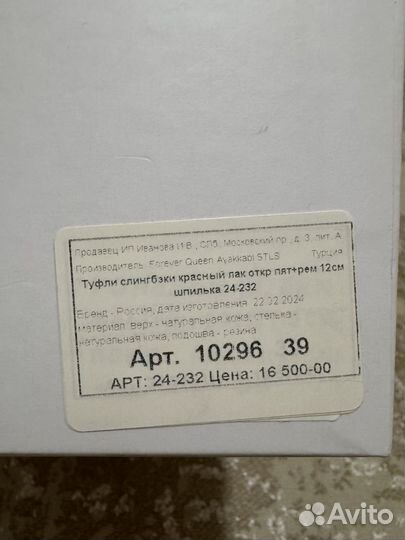 Продавец ИП Иванова И.В., СПб, Московский пр., д. 3, лит. А
Производитель: Forever Queen Ayakkabi STLS Турция
Туфли слингбэки красный лак откр пят+рем 12см
шпилька 24-232
Бренд - Россия, дата изготовления 22.02.2024
материал: верх - натуральная кожа, стелька -
натуральная кожа, подошва - резина
Арт. 10296 39
АРТ: 24-232 Цена: 16 500-00
Avito